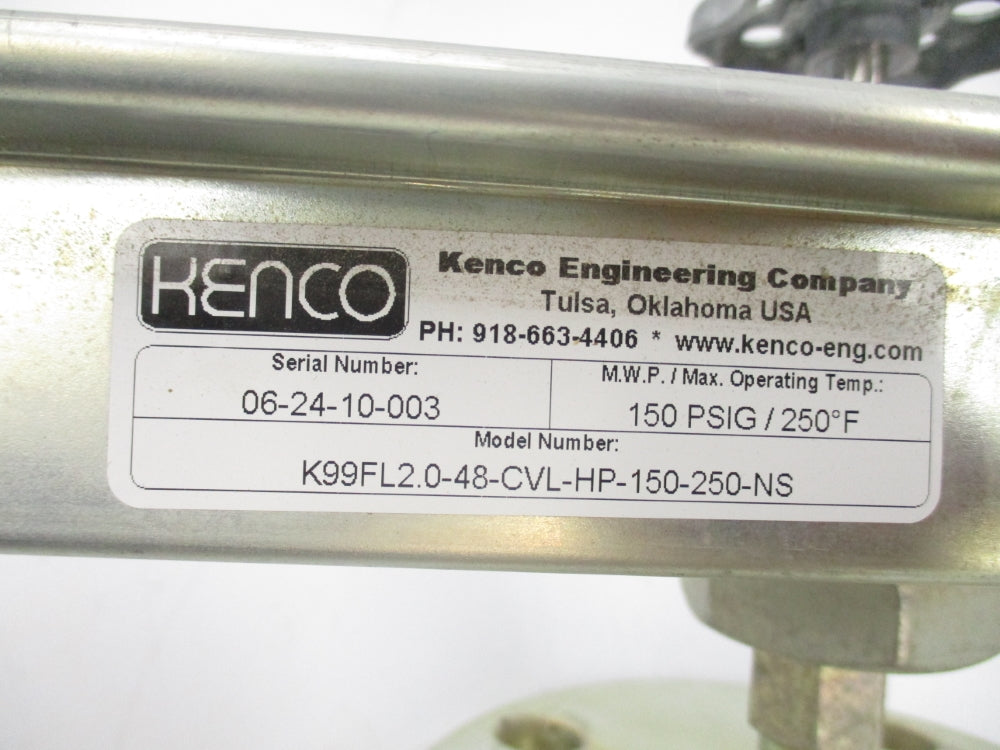 KENCO
Kenco Engineering Company
Tulsa, Oklahoma USA
PH: 918-663-4406 * www.kenco-eng.com
Serial Number:
06-24-10-003
M.W.P. / Max. Operating Temp.:
150 PSIG / 250°F
Model Number:
K99FL2.0-48-CVL-HP-150-250-NS